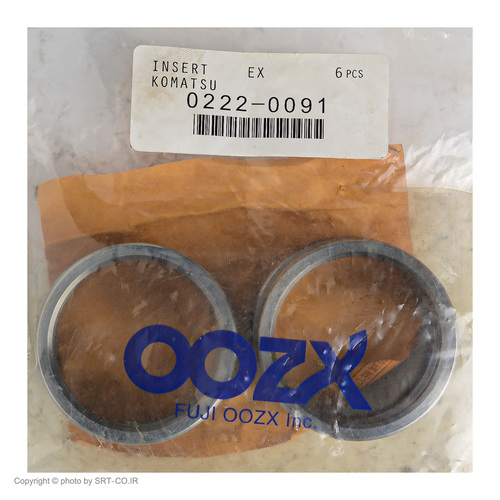 INSERT EX 6 PCS
KOMATSU
0222-0091
OOZX
FUJI OOZX Inc.
Copyright © photo by SRT-CO.IR